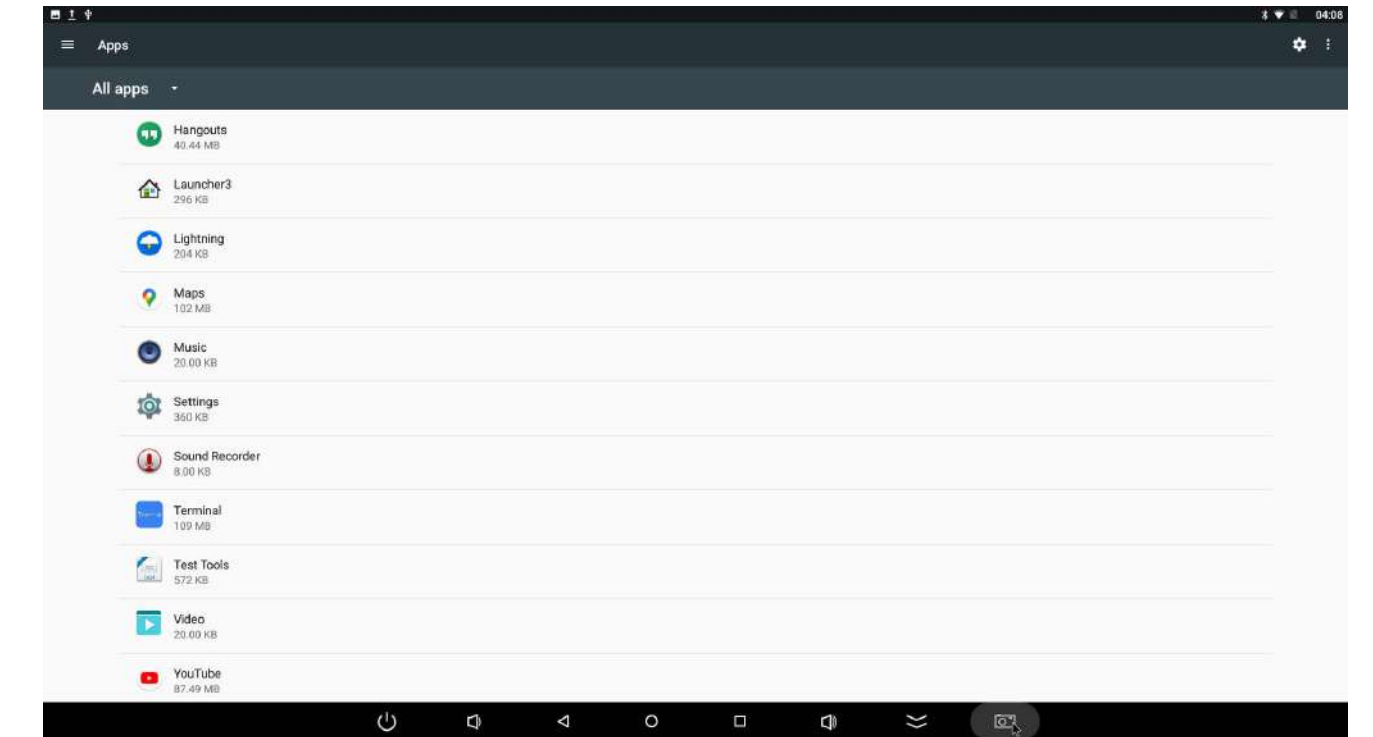 04:08
Apps
All apps
Hangouts
40.44 MB
Launcher3
296 KB
Lightning
204 KB
Maps
102 MB
Music
20.00 KB
Settings
360 KB
Sound Recorder
8.00 KB
Terminal
109 MB
Test Tools
572 KB
Video
20.00 KB
YouTube
87.49 MB